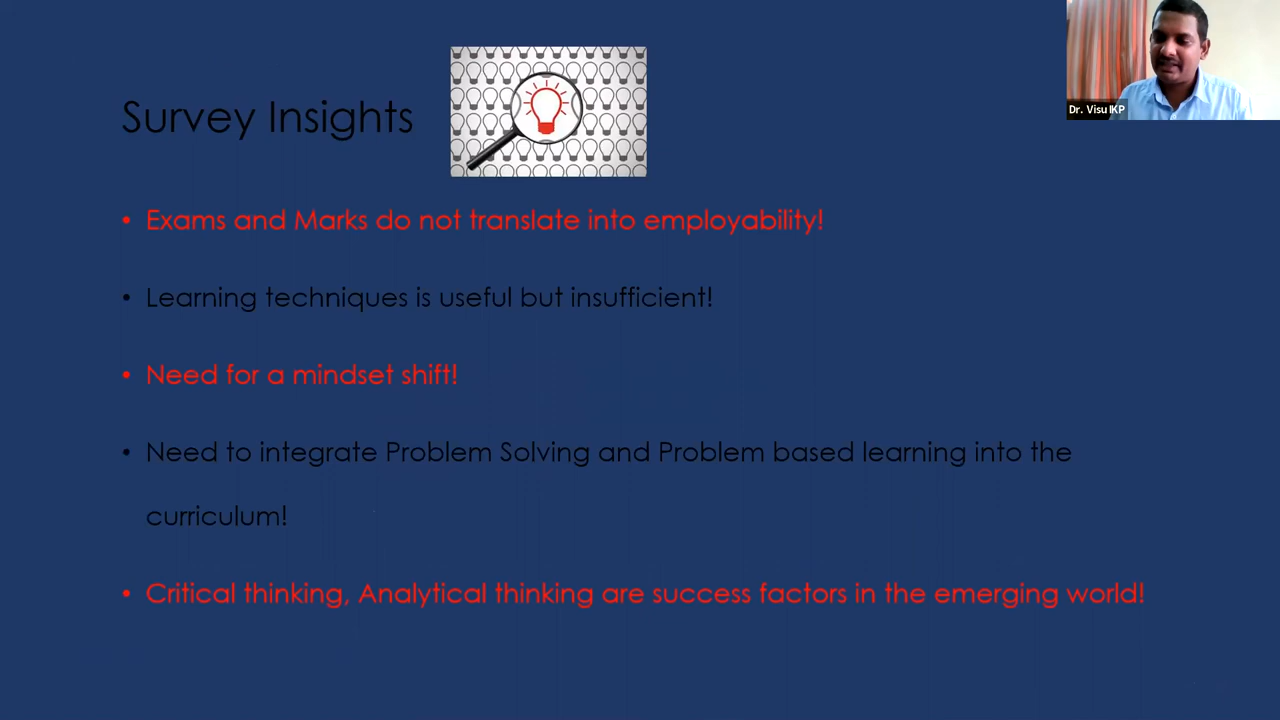 Survey Insights
Dr. Visu IKP
• Exams and Marks do not translate into employability!
• Learning techniques is useful but insufficient!
• Need for a mindset shift!
• Need to integrate Problem Solving and Problem based learning into the
curriculum!
• Critical thinking, Analytical thinking are success factors in the emerging world!